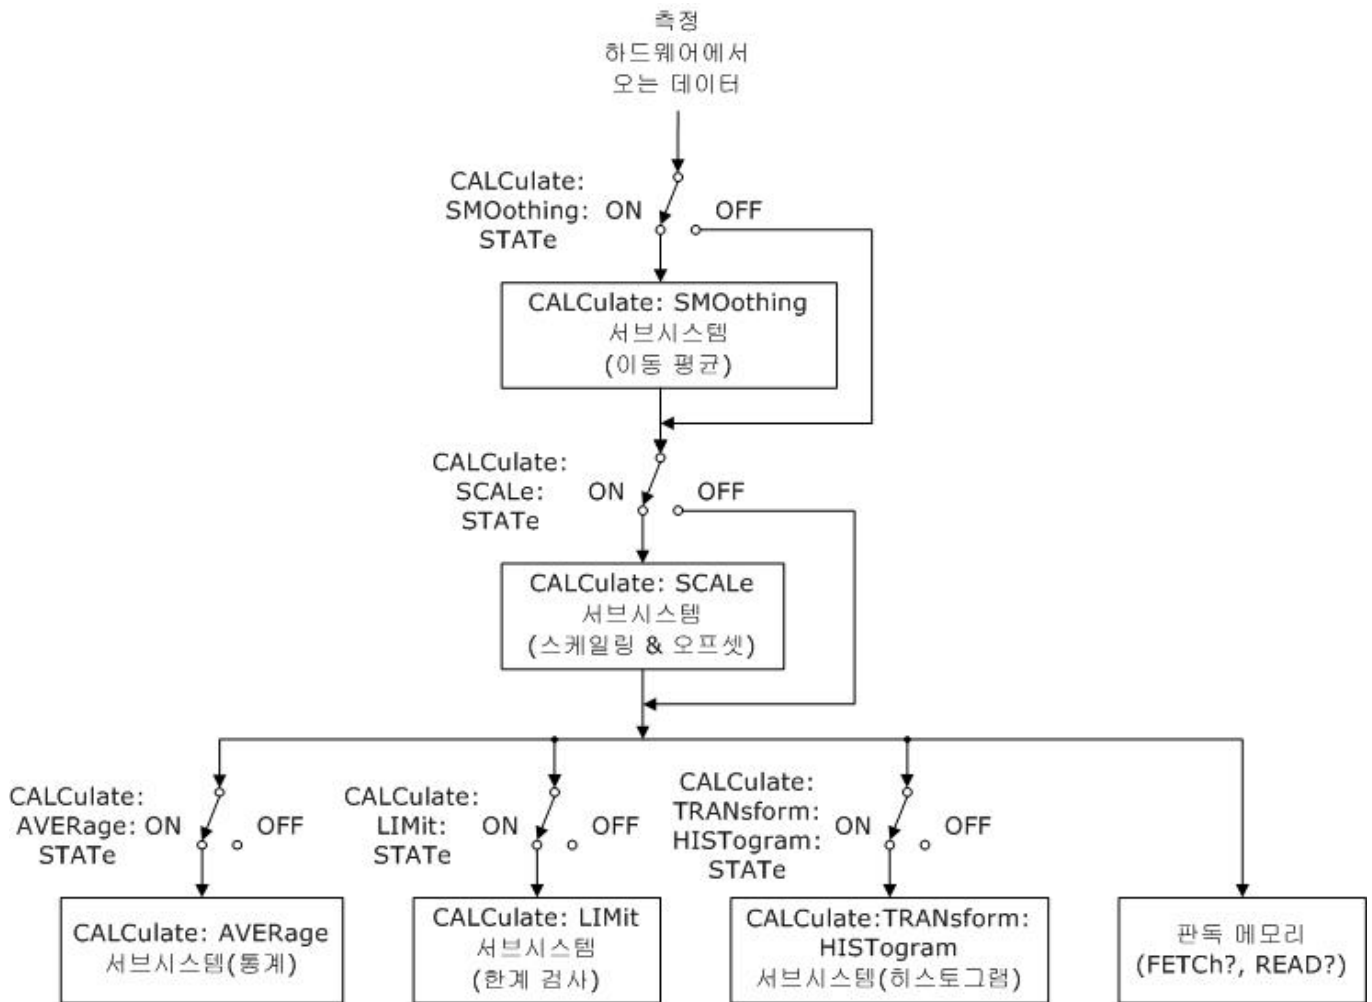 측정
하드웨어에서
오는 데이터
CALCulate:
SMOothing: ON OFF
STATe
CALCulate: SMOothing
서브시스템
(이동 평균)
CALCulate:
SCALe: ON OFF
STATe
CALCulate: SCALe
서브시스템
(스케일링 & 오프셋)
CALCulate:
AVERage: ON OFF
STATe
CALCulate:
LIMit: ON OFF
STATe
CALCulate:
TRANsform:
HISTogram: ON OFF
STATe
CALCulate: AVERage
서브시스템(통계)
CALCulate: LIMit
서브시스템
(한계 검사)
CALCulate:TRANsform:
HISTogram
서브시스템(히스토그램)
판독 메모리
(FETCh?, READ?)